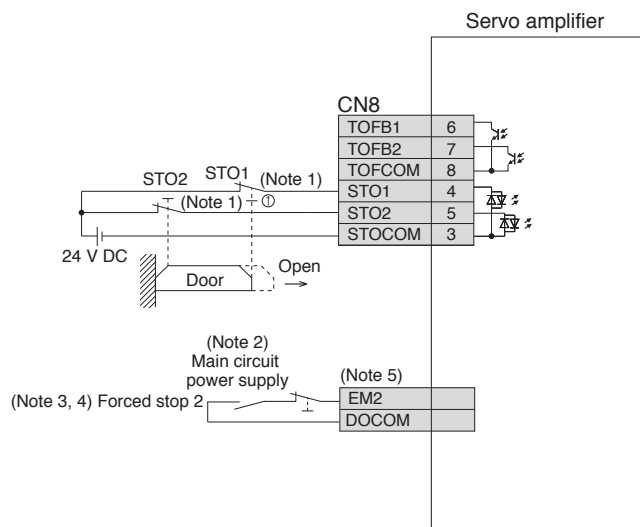 Servo amplifier
CN8
TOFB1 6
TOFB2 7
TOFCOM 8
STO1 4
STO2 5
STOCOM 3
STO2 STO1 (Note 1)
(Note 1)
24 V DC
Door
Open
(Note 2)
Main circuit
power supply
(Note 5)
(Note 3, 4) Forced stop 2
EM2
DOCOM